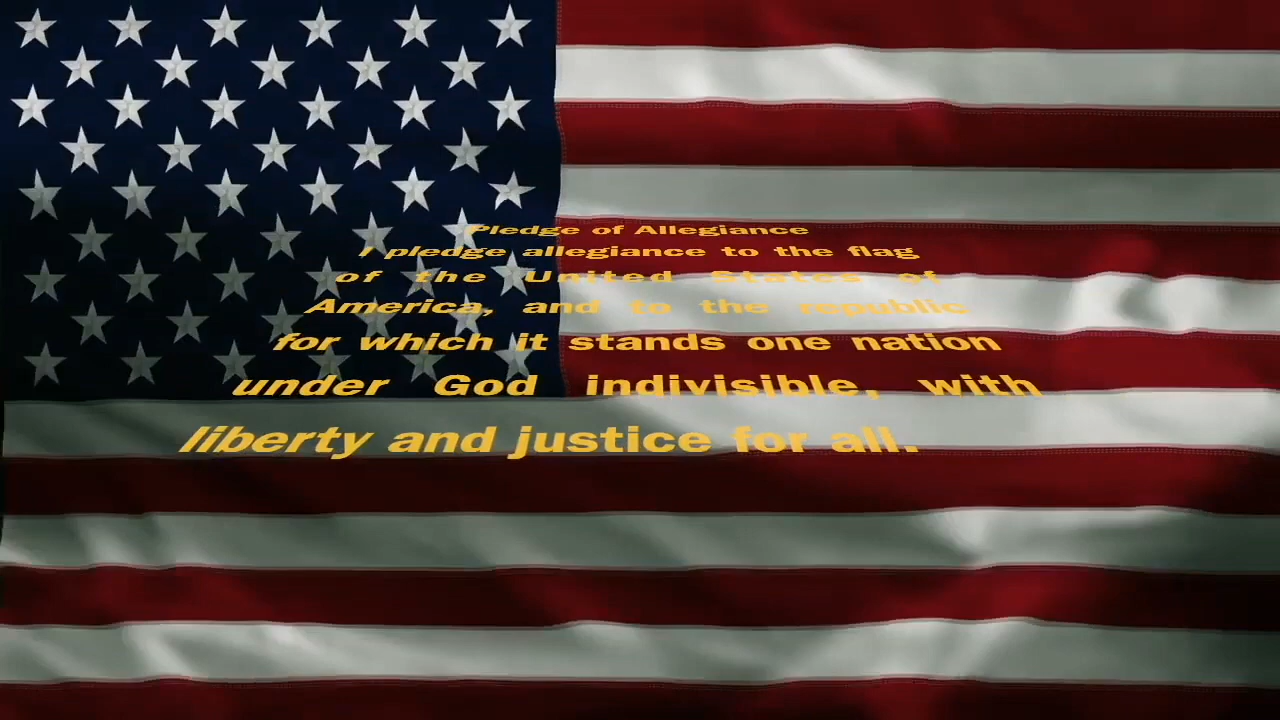 Pledge of Allegiance
I pledge allegiance to the flag
of the United States of
America, and to the republic
for which it stands one nation
under God indivisible, with
liberty and justice for all.